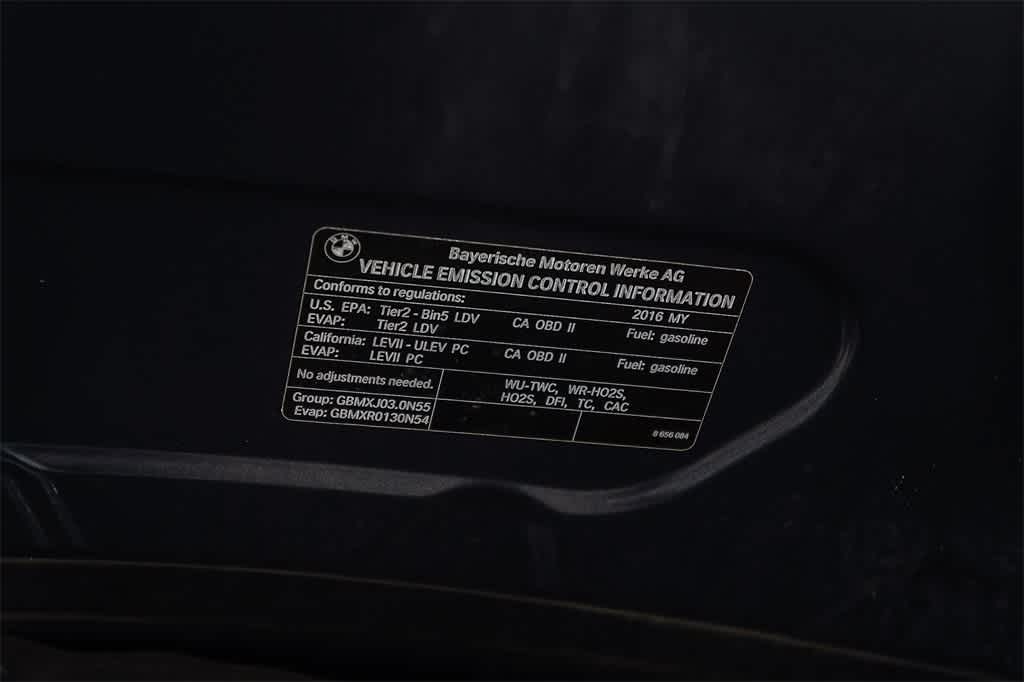 BMW
Bayerische Motoren Werke AG
VEHICLE EMISSION CONTROL INFORMATION
Conforms to regulations: 2016 MY
U.S. EPA: Tier2 - Bin5 LDV CA OBD II Fuel: gasoline
EVAP: Tier2 LDV
California: LEVII - ULEV PC CA OBD II Fuel: gasoline
EVAP: LEVII PC
No adjustments needed. WU-TWC, WR-HO2S,
HO2S, DFI, TC, CAC
Group: GBMXJ03.0N55
Evap: GBMXR0130N54
8 656 084